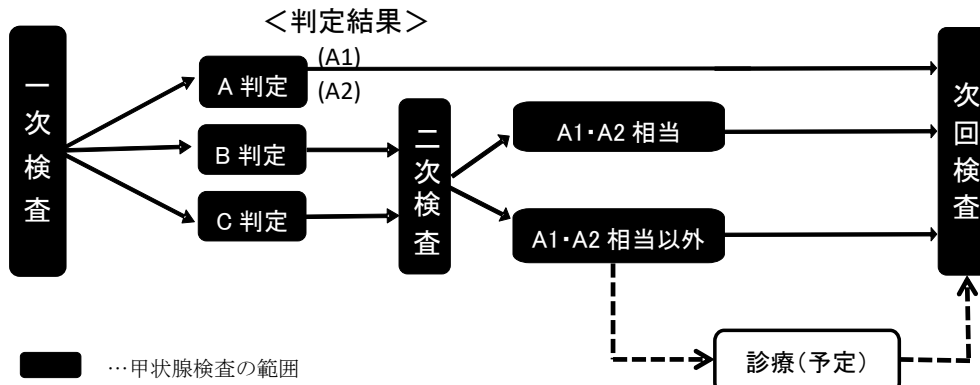 <判定結果>
一次検査
A 判定
(A1)
(A2)
B 判定
C 判定
二次検査
A1・A2 相当
A1・A2 相当以外
次回検査
診療(予定)
…甲状腺検査の範囲